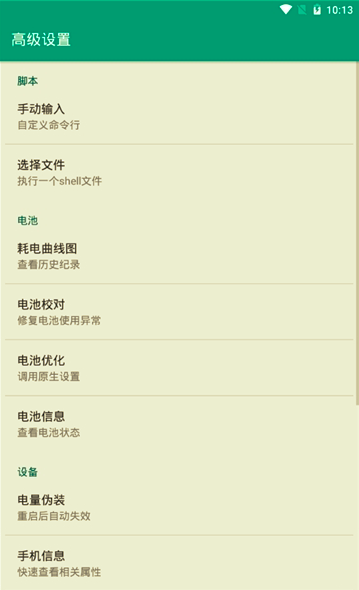 10:13
高级设置
脚本
手动输入
自定义命令行
选择文件
执行一个shell文件
电池
耗电曲线图
查看历史纪录
电池校对
修复电池使用异常
电池优化
调用原生设置
电池信息
查看电池状态
设备
电量伪装
重启后自动失效
手机信息
快速查看相关属性